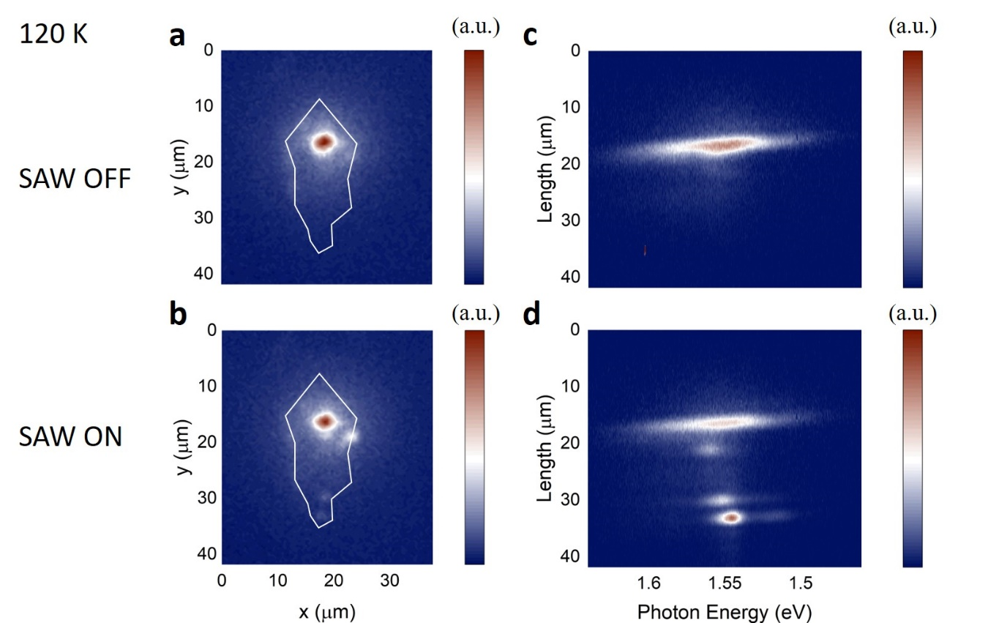 120 K
SAW OFF
SAW ON
a
(a.u.)
0
10
20
30
40
y (μm)
c
(a.u.)
0
10
20
30
40
Length (μm)
b
(a.u.)
0
10
20
30
40
y (μm)
0
10
20
30
x (μm)
d
(a.u.)
0
10
20
30
40
Length (μm)
1.6
1.55
1.5
Photon Energy (eV)